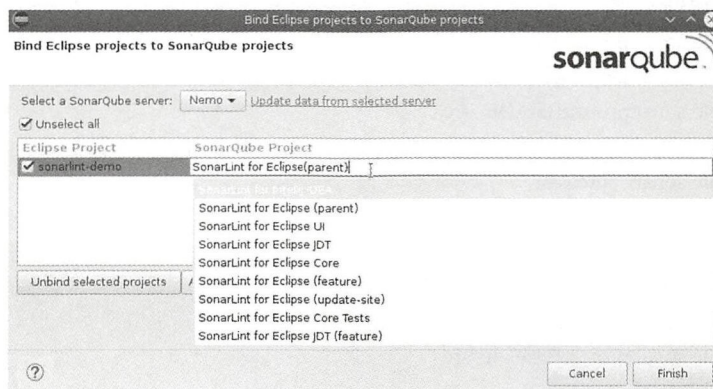 Bind Eclipse projects to SonarQube projects
Bind Eclipse projects to SonarQube projects
sonarqube
Select a SonarQube server: Nemo Update data from selected server
Unselect all
Eclipse Project SonarQube Project
sonarlint-demo SonarLint for Eclipse(parent)
SonarLint for
SonarLint for Eclipse (parent)
SonarLint for Eclipse UI
SonarLint for Eclipse JDT
SonarLint for Eclipse Core
Unbind selected projects A SonarLint for Eclipse (feature)
SonarLint for Eclipse (update-site)
SonarLint for Eclipse Core Tests
SonarLint for Eclipse JDT (feature)
? Cancel Finish